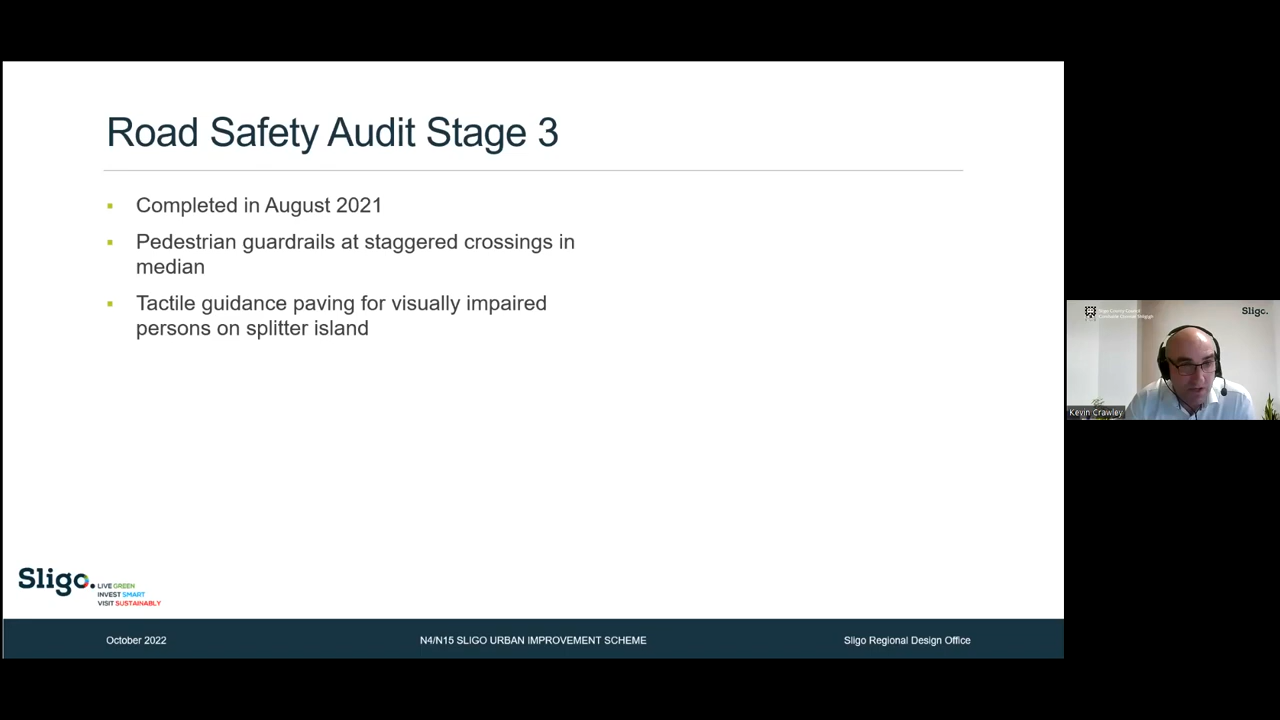 Road Safety Audit Stage 3
Completed in August 2021
Pedestrian guardrails at staggered crossings in
median
Tactile guidance paving for visually impaired
persons on splitter island
Sligo.
LIVE GREEN
INVEST SMART
VISIT SUSTAINABLY
October 2022
N4/N15 SLIGO URBAN IMPROVEMENT SCHEME
Sligo Regional Design Office
Sligo.
Kevin Crawley